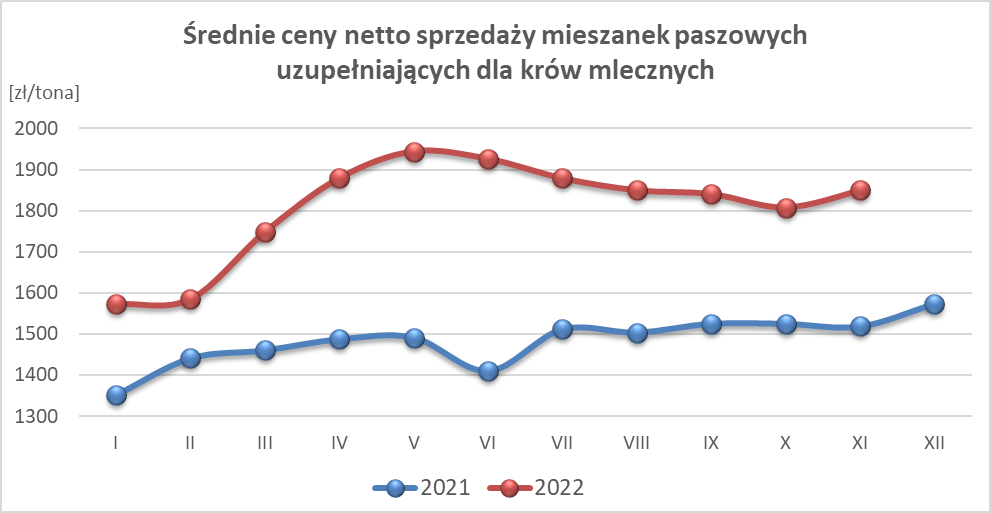 Średnie ceny netto sprzedaży mieszanek paszowych
uzupełniających dla krów mlecznych
[zł/tona]
2000
1900
1800
1700
1600
1500
1400
1300
I II III IV V VI VII VIII IX X XI XII
2021 2022